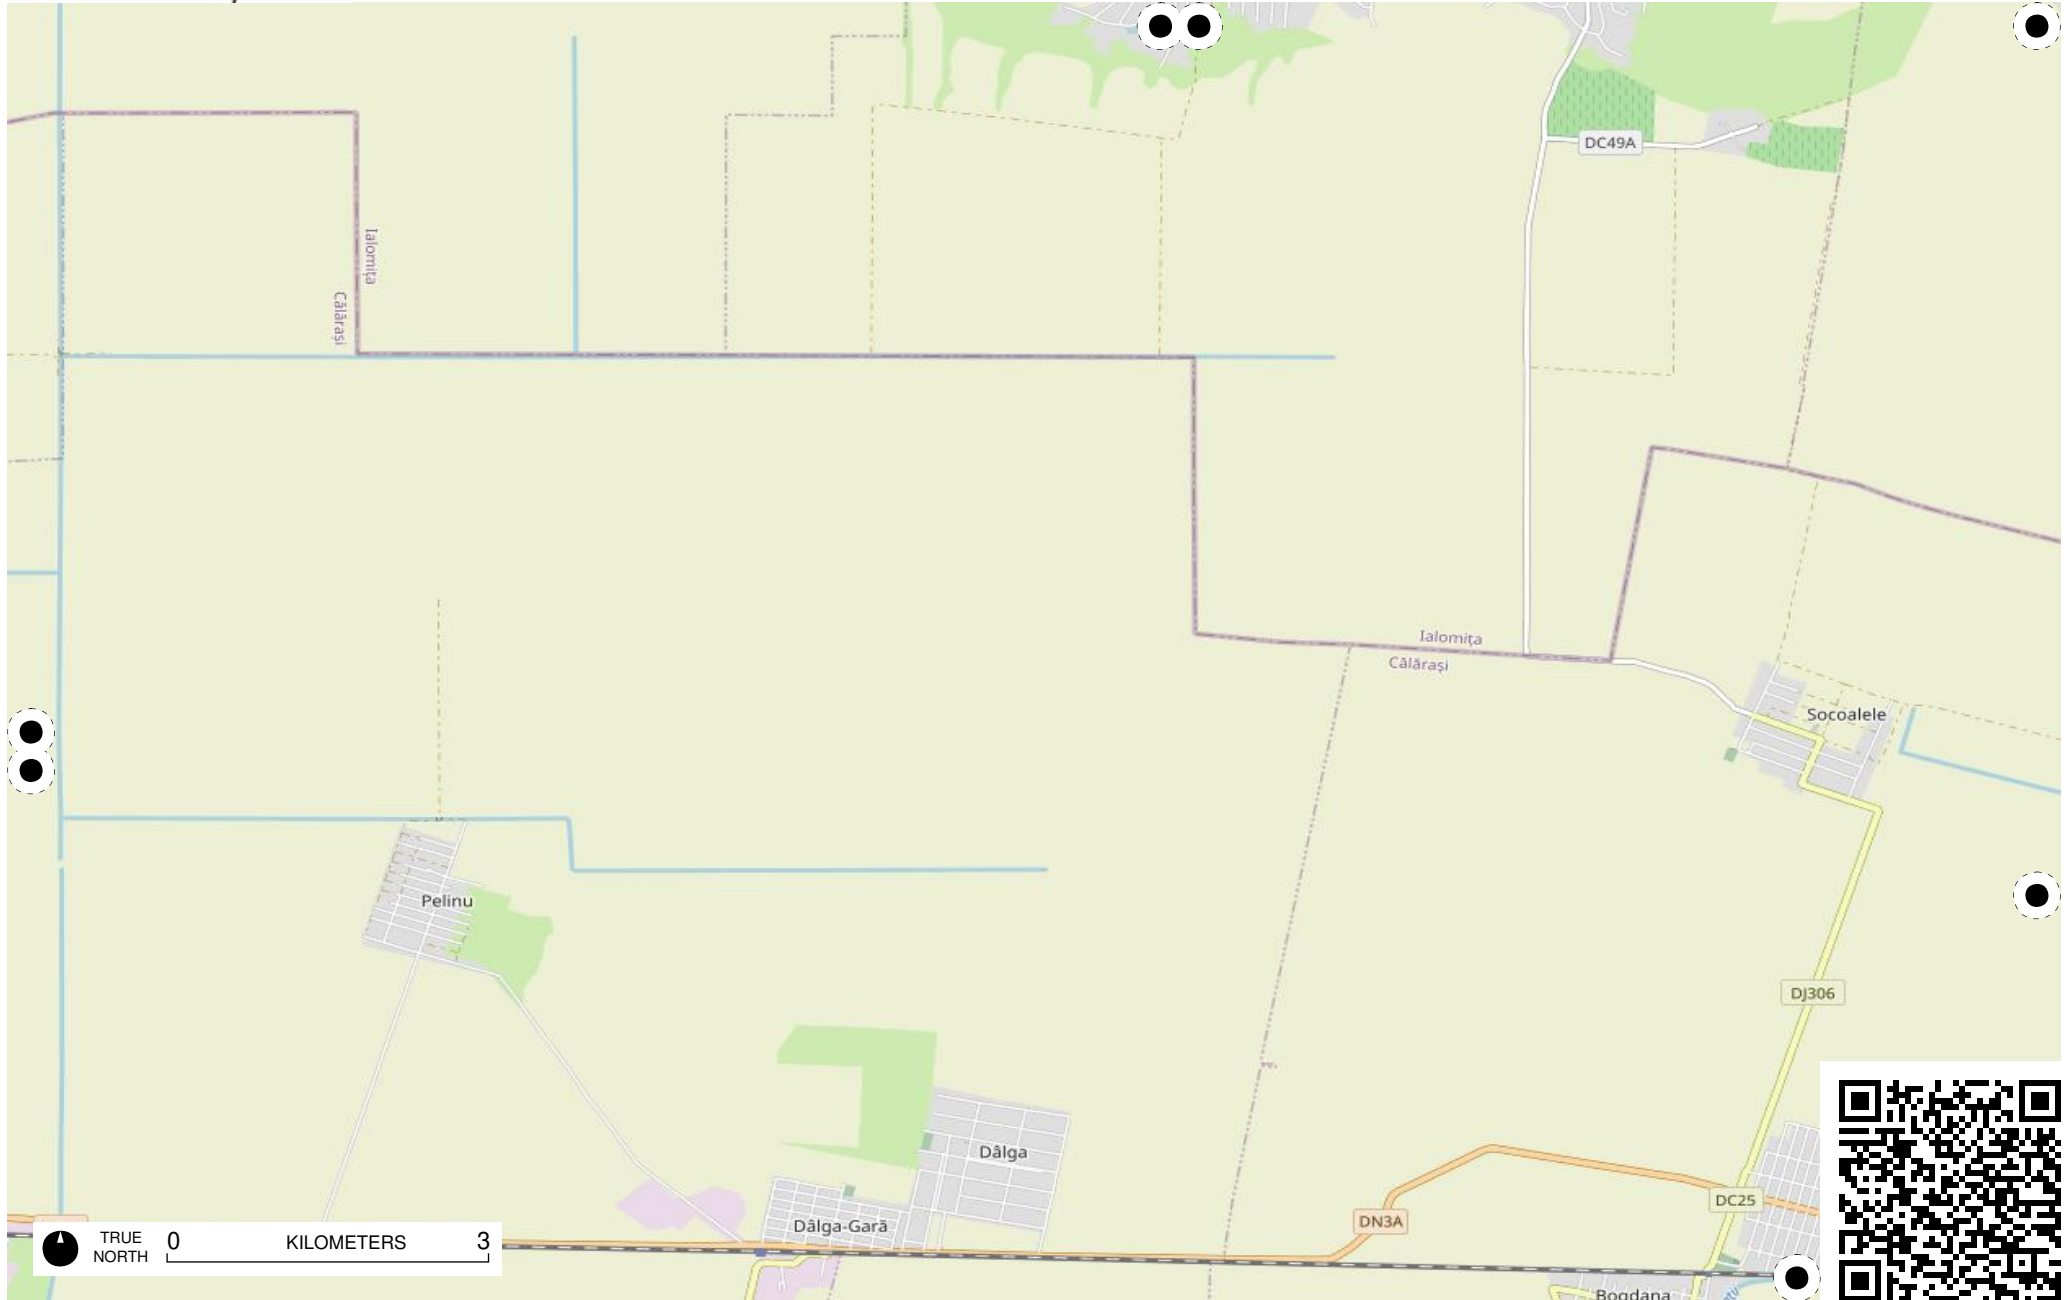 DC49A
Ialomița
Călărași
Ialomița
Călărași
Socoalele
Pelinu
DJ306
Dâlga
DC25
DN3A
Dâlga-Gară
TRUE
NORTH
0 KILOMETERS 3
Bogdana